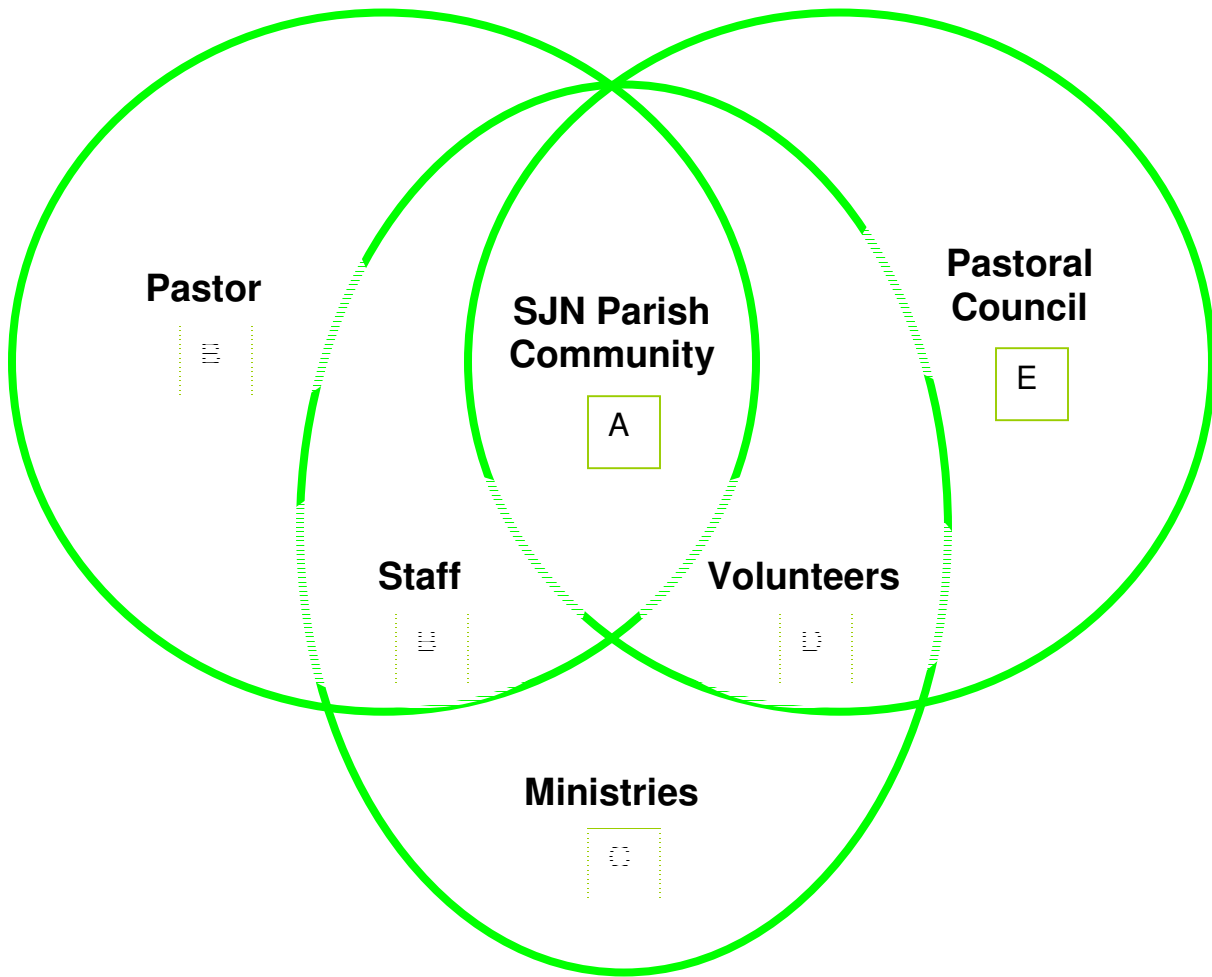 Pastor
B
SJN Parish
Community
A
Pastoral
Council
E
Staff
Volunteers
D
Ministries
C